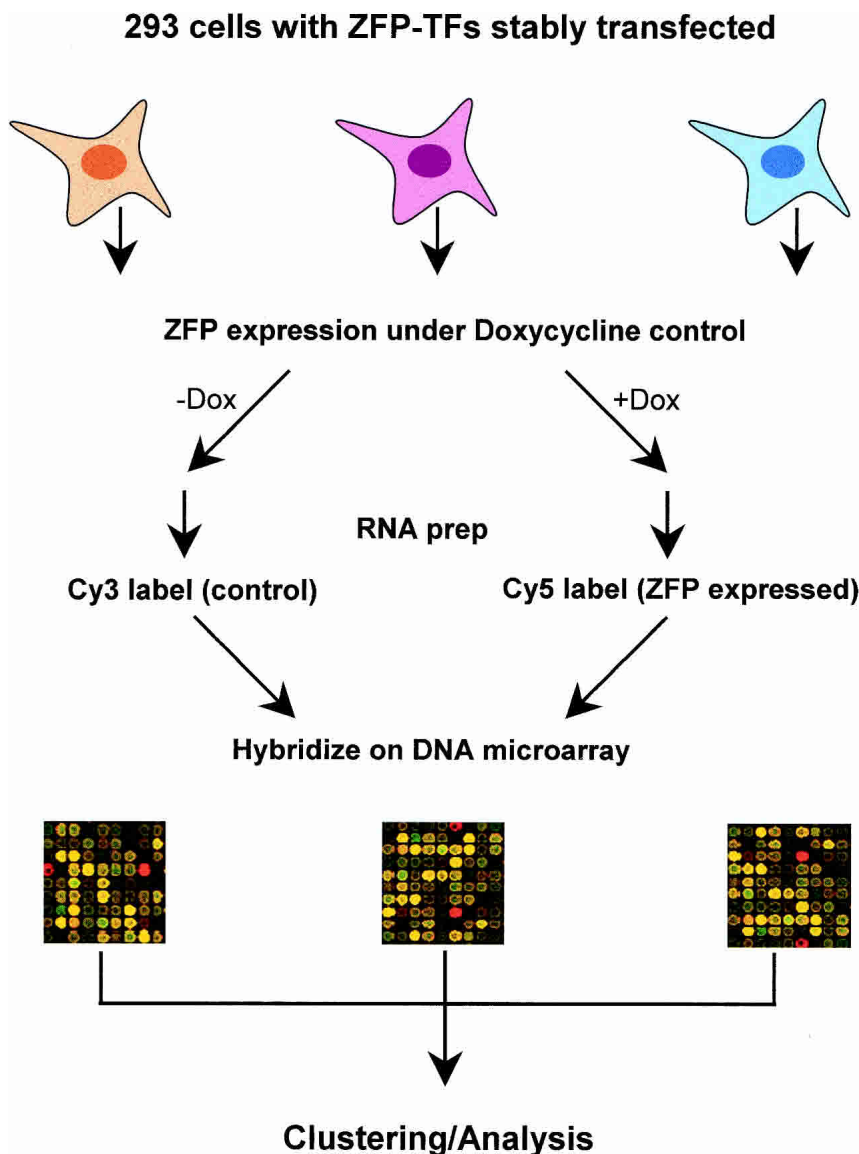 293 cells with ZFP-TFs stably transfected
ZFP expression under Doxycycline control
-Dox
+Dox
RNA prep
Cy3 label (control)
Cy5 label (ZFP expressed)
Hybridize on DNA microarray
Clustering/Analysis